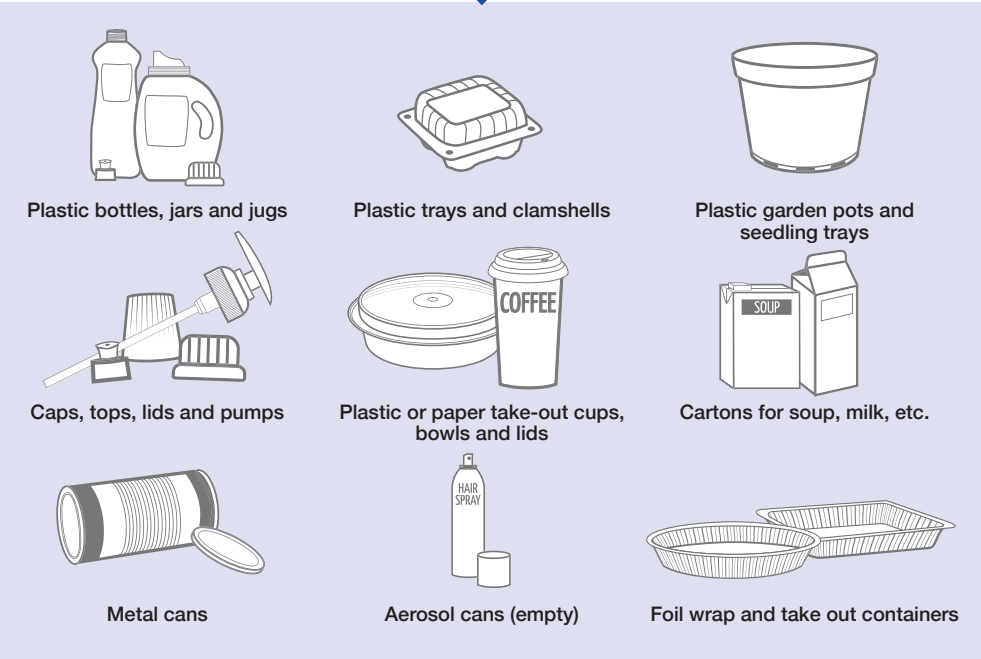 Plastic bottles, jars and jugs
Plastic trays and clamshells
Plastic garden pots and
seedling trays
COFFEE
SOUP
Caps, tops, lids and pumps
Plastic or paper take-out cups,
bowls and lids
Cartons for soup, milk, etc.
HAIR
SPRAY
Metal cans
Aerosol cans (empty)
Foil wrap and take out containers